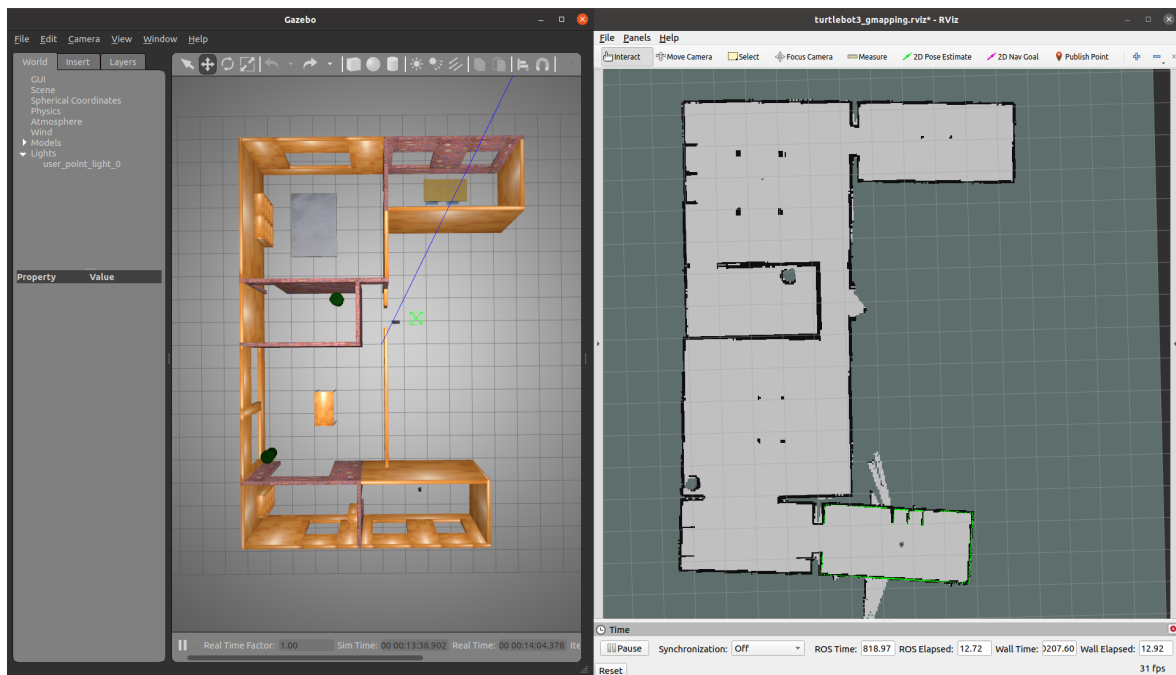 Gazebo
File Edit Camera View Window Help
World Insert Layers
GUI
Scene
Spherical Coordinates
Physics
Atmosphere
Wind
Models
Lights
user_point_light_0
Property Value
Real Time Factor: 1.00 Sim Time: 00 00:13:38.902 Real Time: 00 00:14:04.378 Ite
turtlebot3_gmapping.rviz* - RViz
File Panels Help
Interact Move Camera Select Focus Camera Measure 2D Pose Estimate 2D Nav Goal Publish Point
Time
Pause Synchronization: Off ROS Time: 818.97 ROS Elapsed: 12.72 Wall Time: 0207.60 Wall Elapsed: 12.92
Reset 31 fps